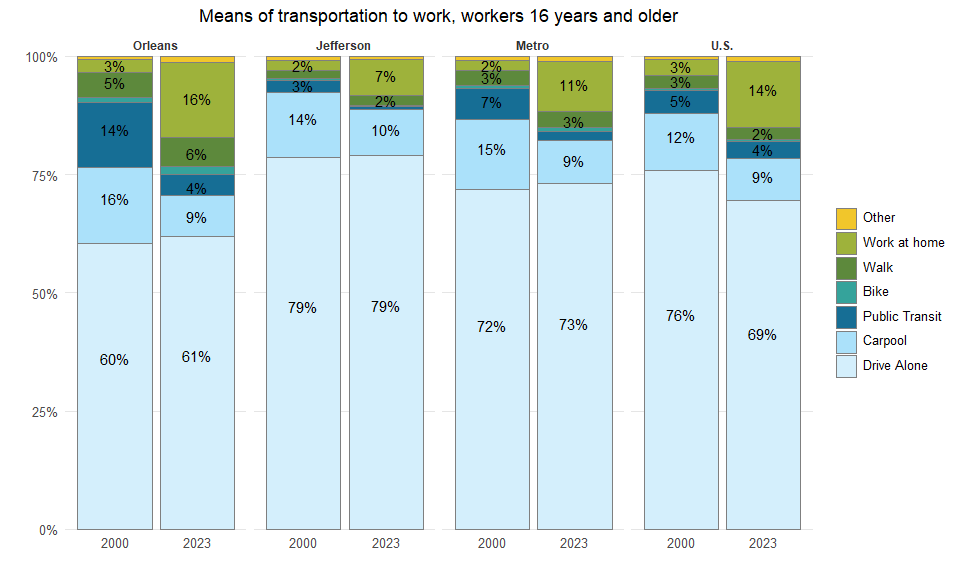 Means of transportation to work, workers 16 years and older
Orleans Jefferson Metro U.S.
100%
75%
50%
25%
0%
3% 5% 14% 16% 60%
16% 6% 4% 9% 61%
2% 3% 14% 79%
7% 2% 10% 79%
2% 3% 7% 15% 72%
11% 3% 9% 73%
3% 3% 5% 12% 76%
14% 2% 4% 9% 69%
2000 2023 2000 2023 2000 2023 2000 2023
Other
Work at home
Walk
Bike
Public Transit
Carpool
Drive Alone